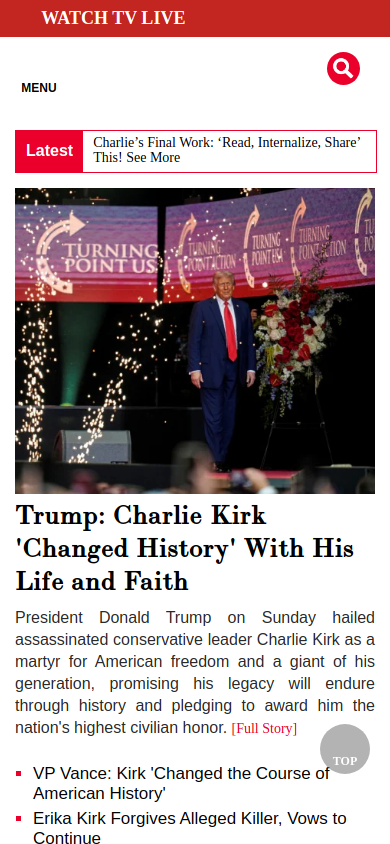 WATCH TV LIVE
MENU
Latest
Charlie’s Final Work: ‘Read, Internalize, Share’
This! See More
TURNING
POINT US
TURNING
POINT ACTION
TURNING
POINT USA
TURNING
POINT ACTION
Trump: Charlie Kirk
'Changed History' With His
Life and Faith
President Donald Trump on Sunday hailed
assassinated conservative leader Charlie Kirk as a
martyr for American freedom and a giant of his
generation, promising his legacy will endure
through history and pledging to award him the
nation's highest civilian honor. [Full Story]
TOP
VP Vance: Kirk 'Changed the Course of
American History'
Erika Kirk Forgives Alleged Killer, Vows to
Continue